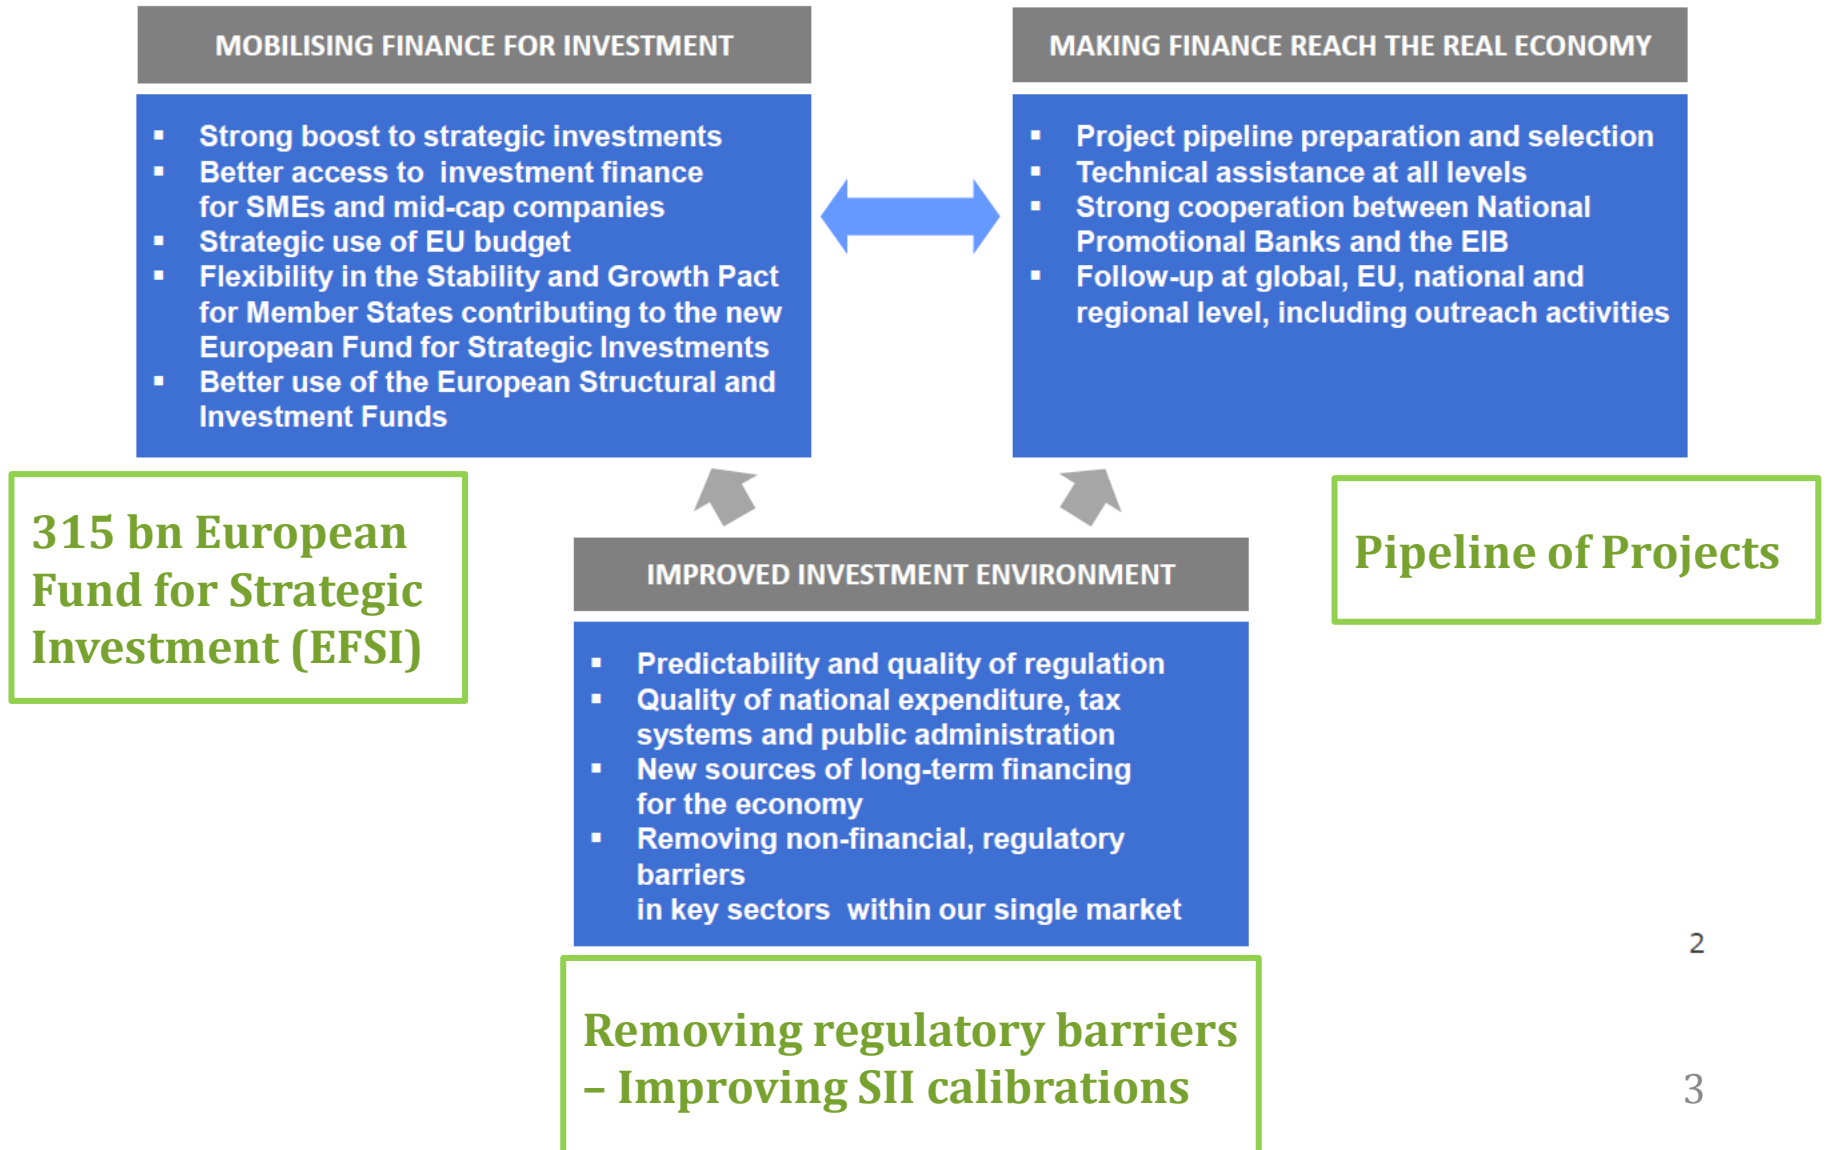 MOBILISING FINANCE FOR INVESTMENT
▪ Strong boost to strategic investments
▪ Better access to  investment finance
for SMEs and mid-cap companies
▪ Strategic use of EU budget
▪ Flexibility in the Stability and Growth Pact
for Member States contributing to the new
European Fund for Strategic Investments
▪ Better use of the European Structural and
Investment Funds
MAKING FINANCE REACH THE REAL ECONOMY
▪ Project pipeline preparation and selection
▪ Technical assistance at all levels
▪ Strong cooperation between National
Promotional Banks and the EIB
▪ Follow-up at global, EU, national and
regional level, including outreach activities
315 bn European
Fund for Strategic
Investment (EFSI)
Pipeline of Projects
IMPROVED INVESTMENT ENVIRONMENT
▪ Predictability and quality of regulation
▪ Quality of national expenditure, tax
systems and public administration
▪ New sources of long-term financing
for the economy
▪ Removing non-financial, regulatory
barriers
in key sectors  within our single market
2
Removing regulatory barriers
– Improving SII calibrations
3